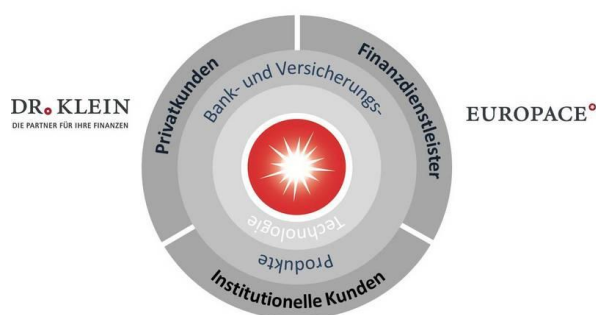 DR. KLEIN
DIE PARTNER FÜR IHRE FINANZEN
Privatkunden
Finanzdienstleister
Bank- und Versicherungs-
Technologie
Produkte
Institutionelle Kunden
EUROPACE